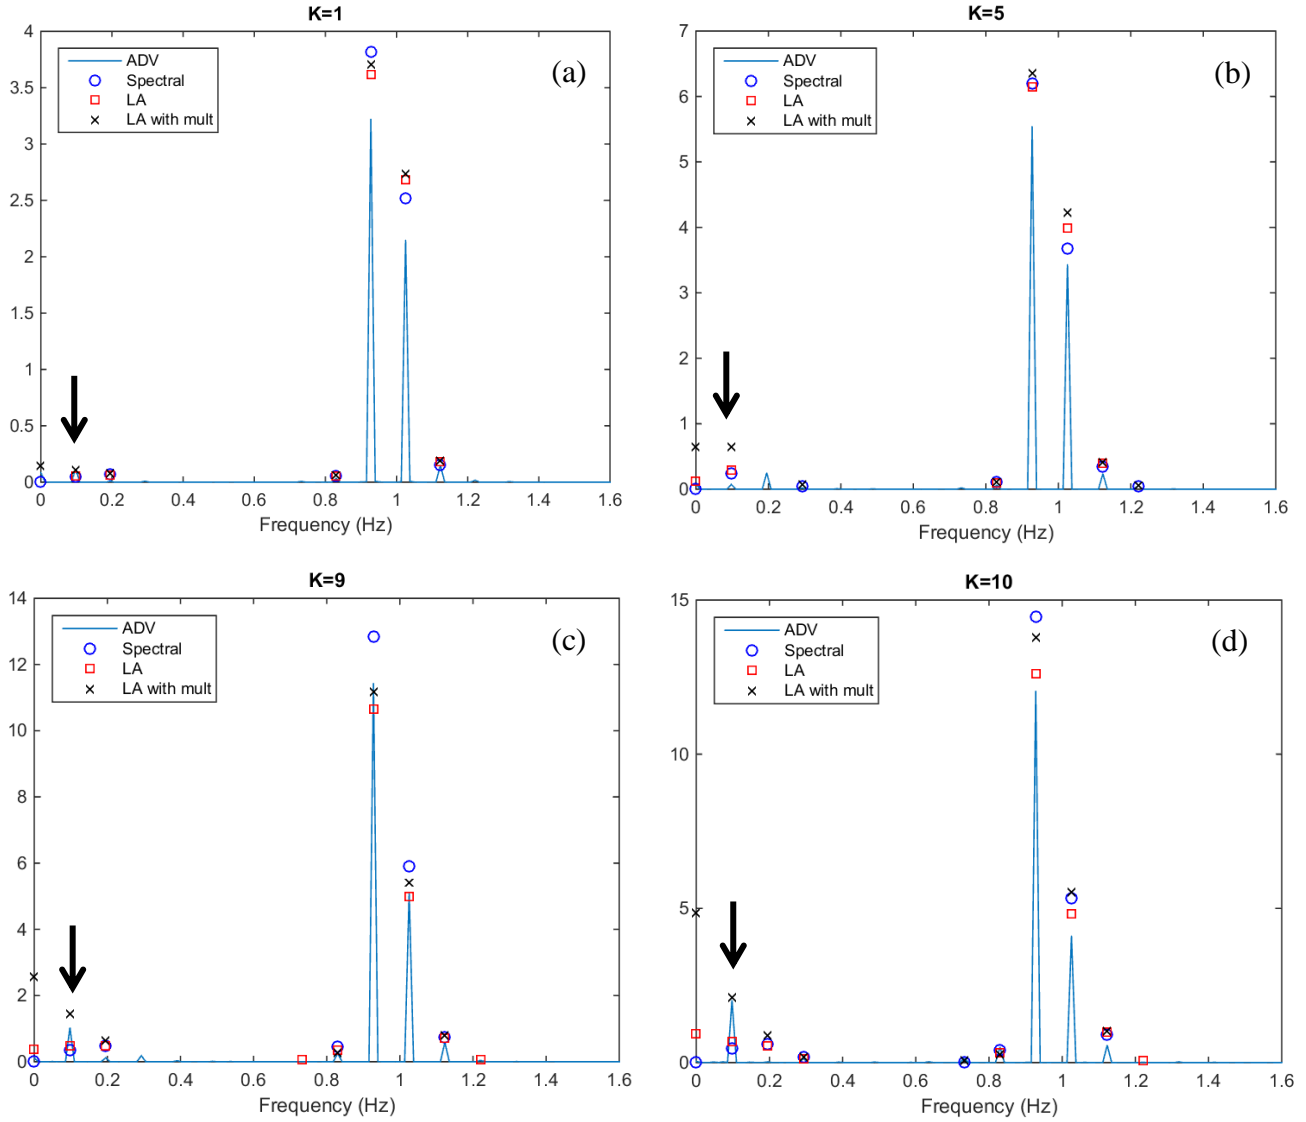 K=1
4
3.5
3
2.5
2
1.5
1
0.5
0
ADV
Spectral
LA
LA with mult
(a)
0 0.2 0.4 0.6 0.8 1 1.2 1.4 1.6
Frequency (Hz)
K=5
7
6
5
4
3
2
1
0
ADV
Spectral
LA
LA with mult
(b)
0 0.2 0.4 0.6 0.8 1 1.2 1.4 1.6
Frequency (Hz)
K=9
14
12
10
8
6
4
2
0
ADV
Spectral
LA
LA with mult
(c)
0 0.2 0.4 0.6 0.8 1 1.2 1.4 1.6
Frequency (Hz)
K=10
15
10
5
0
ADV
Spectral
LA
LA with mult
(d)
0 0.2 0.4 0.6 0.8 1 1.2 1.4 1.6
Frequency (Hz)